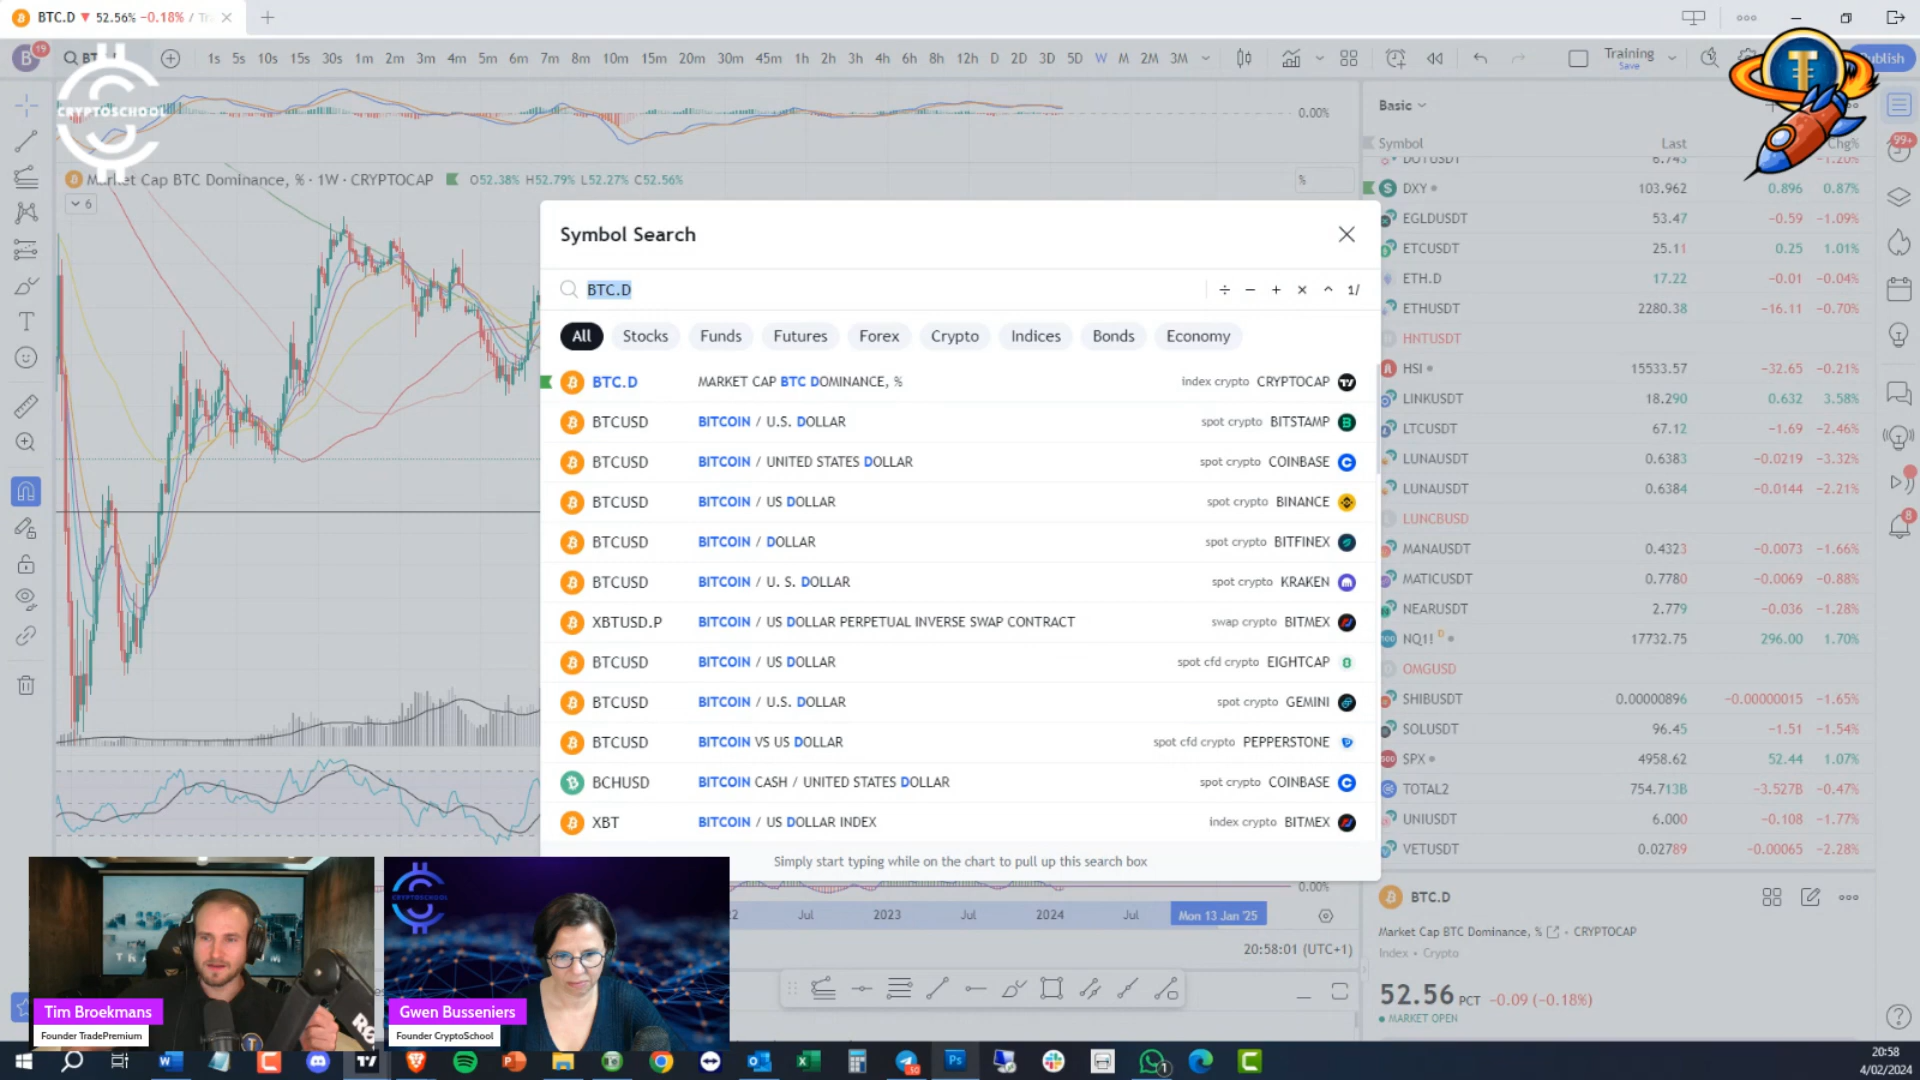 BTC.D ▼ 52.56% −0.18% /
B 19
1s 5s 10s 15s 30s 1m 2m 3m 4m 5m 6m 7m 8m 10m 15m 20m 30m 45m 1h 2h 3h 4h 6h 8h 12h D 2D 3D 5D W M 2M 3M
Training
Save
CRYPTOSCHOOL
0.00%
Basic
Symbol Last Chg%
Market Cap BTC Dominance, % · 1W · CRYPTOCAP O52.38% H52.79% L52.27% C52.56%
%
6
Symbol Search
BTC.D
÷ − + × ^ 1/
All Stocks Funds Futures Forex Crypto Indices Bonds Economy
BTC.D MARKET CAP BTC DOMINANCE, % index crypto CRYPTOCAP
BTCUSD BITCOIN / U.S. DOLLAR spot crypto BITSTAMP
BTCUSD BITCOIN / UNITED STATES DOLLAR spot crypto COINBASE
BTCUSD BITCOIN / US DOLLAR spot crypto BINANCE
BTCUSD BITCOIN / DOLLAR spot crypto BITFINEX
BTCUSD BITCOIN / U. S. DOLLAR spot crypto KRAKEN
XBTUSD.P BITCOIN / US DOLLAR PERPETUAL INVERSE SWAP CONTRACT swap crypto BITMEX
BTCUSD BITCOIN / US DOLLAR spot cfd crypto EIGHTCAP
BTCUSD BITCOIN / U.S. DOLLAR spot crypto GEMINI
BTCUSD BITCOIN VS US DOLLAR spot cfd crypto PEPPERSTONE
BCHUSD BITCOIN CASH / UNITED STATES DOLLAR spot crypto COINBASE
XBT BITCOIN / US DOLLAR INDEX index crypto BITMEX
Simply start typing while on the chart to pull up this search box
DOTUSDT 6.743 −1.20%
DXY 103.962 0.896 0.87%
EGLDUSDT 53.47 −0.59 −1.09%
ETCUSDT 25.11 0.25 1.01%
ETH.D 17.22 −0.01 −0.04%
ETHUSDT 2280.38 −16.11 −0.70%
HNTUSDT
HSI 15533.57 −32.65 −0.21%
LINKUSDT 18.290 0.632 3.58%
LTCUSDT 67.12 −1.69 −2.46%
LUNAUSDT 0.6383 −0.0219 −3.32%
LUNAUSDT 0.6384 −0.0144 −2.21%
LUNCBUSD
MANAUSDT 0.4323 −0.0073 −1.66%
MATICUSDT 0.7780 −0.0069 −0.88%
NEARUSDT 2.779 −0.036 −1.28%
NQ1! D 17732.75 296.00 1.70%
OMGUSD
SHIBUSDT 0.00000896 −0.00000015 −1.65%
SOLUSDT 96.45 −1.51 −1.54%
SPX 4958.62 52.44 1.07%
TOTAL2 754.713B −3.527B −0.47%
UNIUSDT 6.000 −0.108 −1.77%
VETUSDT 0.02789 −0.00065 −2.28%
99+
8
0.00%
Jul 2023 Jul 2024 Jul Mon 13 Jan '25
20:58:01 (UTC+1)
BTC.D
Market Cap BTC Dominance, % • CRYPTOCAP
Index • Crypto
52.56 PCT −0.09 (−0.18%)
MARKET OPEN
CRYPTOSCHOOL
Tim Broekmans
Founder TradePremium
Gwen Busseniers
Founder CryptoSchool
20:58
4/02/2024